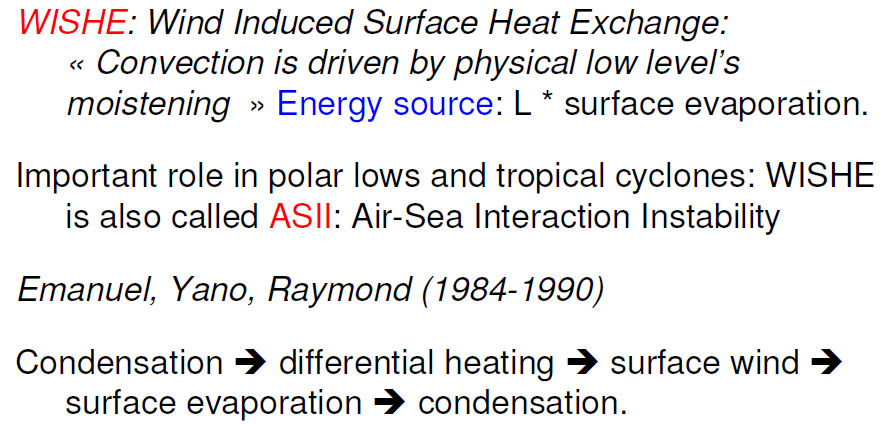 WISHE: Wind Induced Surface Heat Exchange:
« Convection is driven by physical low level's
moistening » Energy source: L * surface evaporation.
Important role in polar lows and tropical cyclones: WISHE
is also called ASII: Air-Sea Interaction Instability
Emanuel, Yano, Raymond (1984-1990)
Condensation ➔ differential heating ➔ surface wind ➔
surface evaporation ➔ condensation.